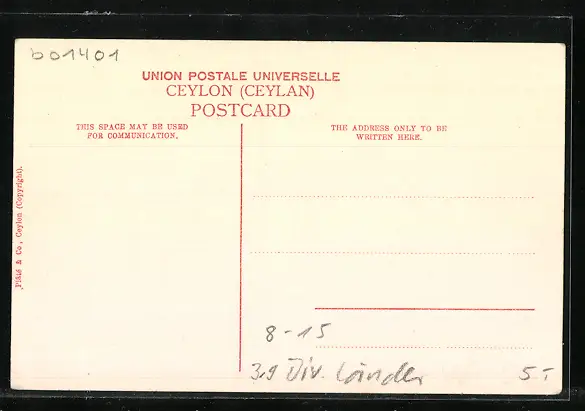 b01401
UNION POSTALE UNIVERSELLE
CEYLON (CEYLAN)
POSTCARD
THIS SPACE MAY BE USED
FOR COMMUNICATION.
THE ADDRESS ONLY TO BE
WRITTEN HERE.
Plâté & Co., Ceylon (Copyright).
8-15
3,9 Div. Länder
5.-